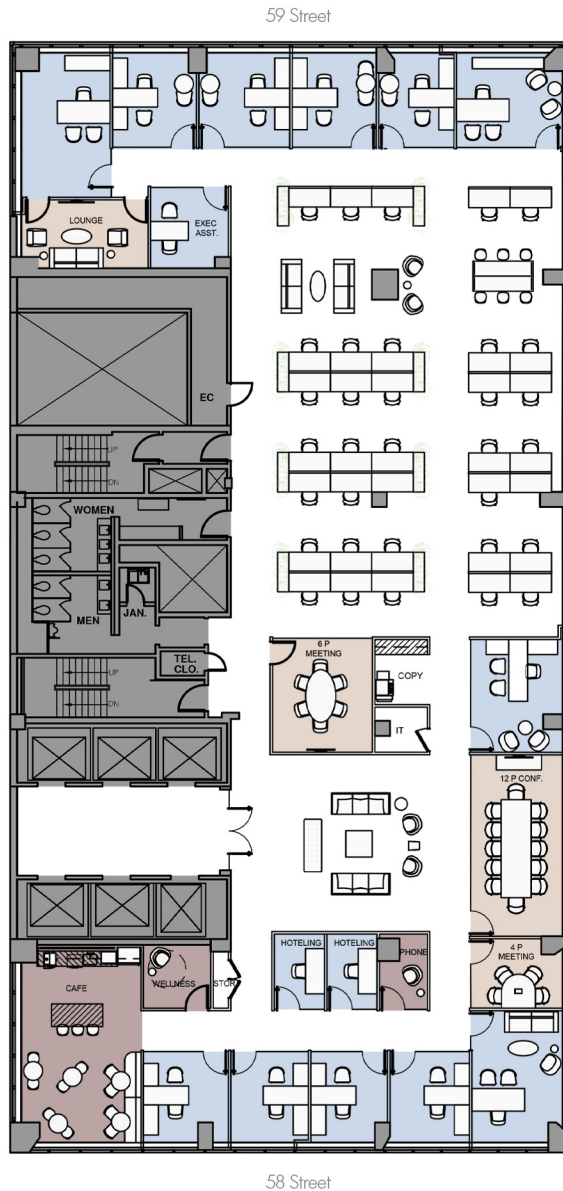 59 Street
LOUNGE
EXEC
ASST.
EC
UP
DN
WOMEN
MEN
JAN.
TEL.
CLO.
UP
DN
6 P
MEETING
COPY
IT
12 P CONF.
HOTELING
HOTELING
PHONE
4 P
MEETING
CAFE
WELLNESS
STOR
58 Street